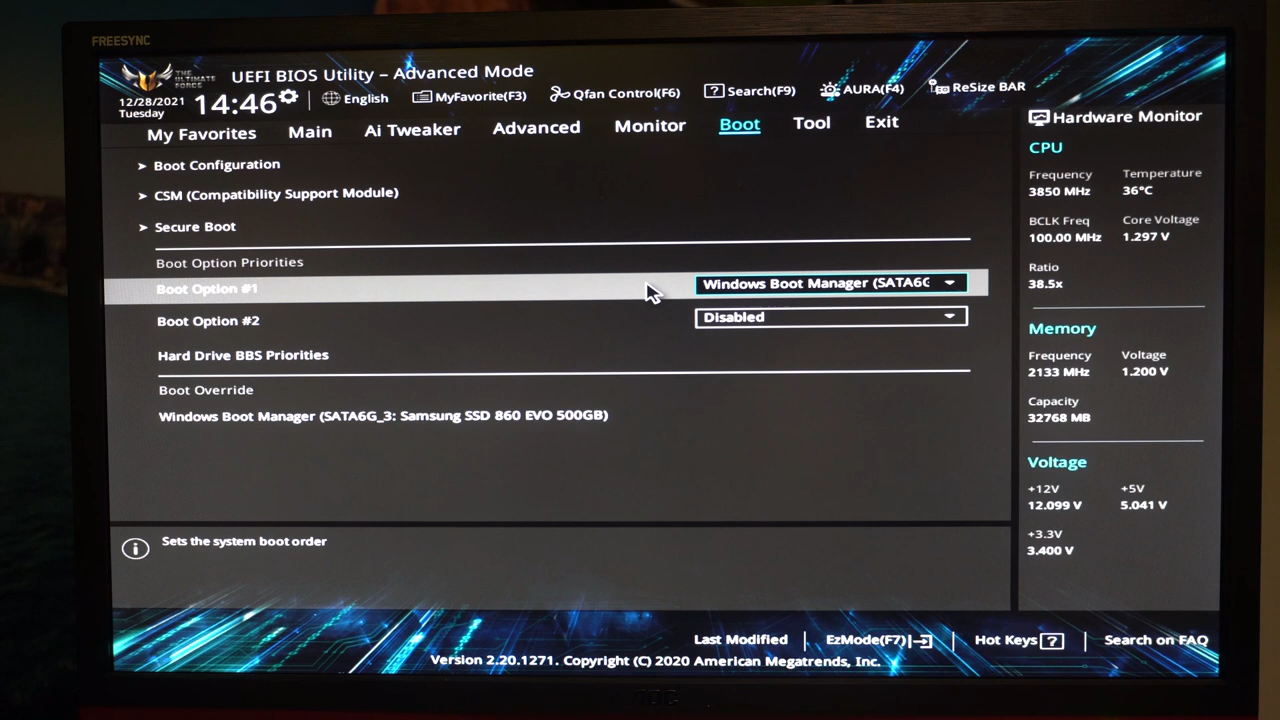 FREESYNC
THE ULTIMATE FORCE
UEFI BIOS Utility – Advanced Mode
12/28/2021
Tuesday
14:46
English
MyFavorite(F3)
Qfan Control(F6)
? Search(F9)
AURA(F4)
ReSize BAR
My Favorites
Main
Ai Tweaker
Advanced
Monitor
Boot
Tool
Exit
Boot Configuration
CSM (Compatibility Support Module)
Secure Boot
Boot Option Priorities
Boot Option #1
Windows Boot Manager (SATA6G
Boot Option #2
Disabled
Hard Drive BBS Priorities
Boot Override
Windows Boot Manager (SATA6G_3: Samsung SSD 860 EVO 500GB)
Hardware Monitor
CPU
Frequency Temperature
3850 MHz 36°C
BCLK Freq Core Voltage
100.00 MHz 1.297 V
Ratio
38.5x
Memory
Frequency Voltage
2133 MHz 1.200 V
Capacity
32768 MB
Voltage
+12V +5V
12.099 V 5.041 V
+3.3V
3.400 V
i Sets the system boot order
Last Modified
EzMode(F7)
Hot Keys ?
Search on FAQ
Version 2.20.1271. Copyright (C) 2020 American Megatrends, Inc.
AOC